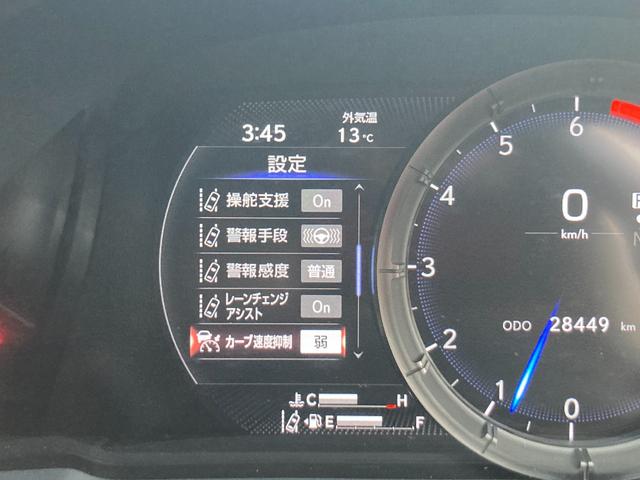 外気温
3:45 13℃
設定
操舵支援 On
警報手段
警報感度 普通
レーンチェンジ
アシスト On
カーブ速度抑制 弱
C H
E F
6
5
4
3
2
1
0
0
km/h
ODO 28449 km